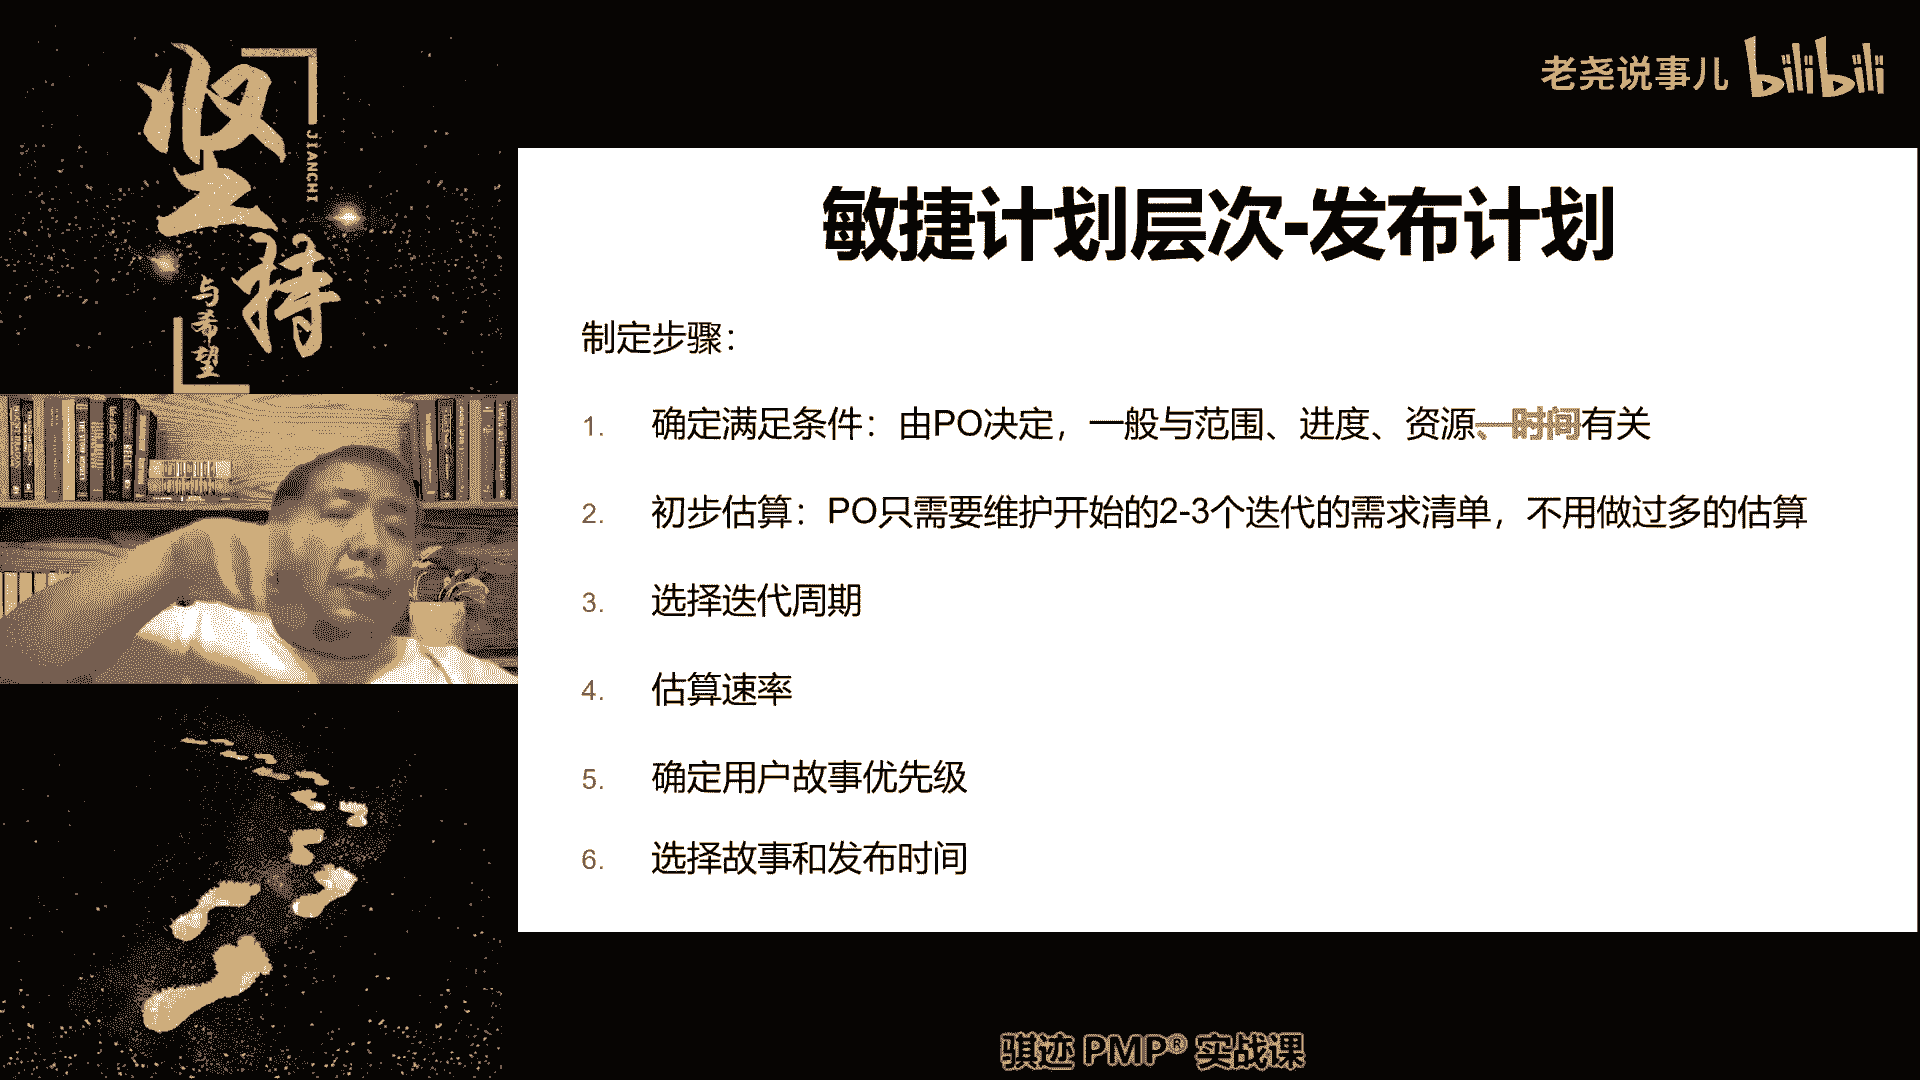 坚持
JIANCHI
与希望
老尧说事儿 bilibili
敏捷计划层次-发布计划
制定步骤：
1. 确定满足条件：由PO决定，一般与范围、进度、资源、时间有关
2. 初步估算：PO只需要维护开始的2-3个迭代的需求清单，不用做过多的估算
3. 选择迭代周期
4. 估算速率
5. 确定用户故事优先级
6. 选择故事和发布时间
骐迹 PMP® 实战课